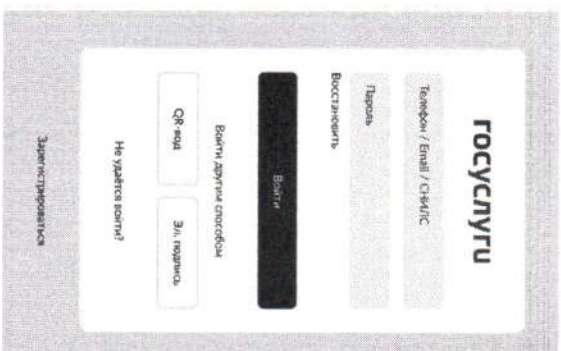 госуслуги
Телефон / Email / СНИЛС
Пароль
Восстановить
Войти
Войти другим способом
QR-код
Эл. подпись
Не удаётся войти?
Зарегистрироваться